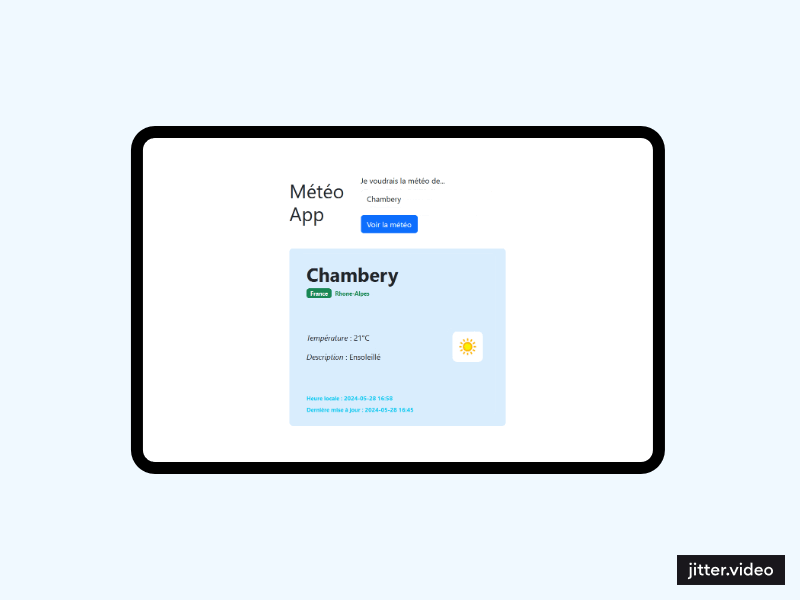 Météo
App
Je voudrais la météo de...
Chambery
Voir la météo
Chambery
France Rhone-Alpes
Température : 21°C
Description : Ensoleillé
Heure locale : 2024-05-28 16:58
Dernière mise à jour : 2024-05-28 16:45
jitter.video